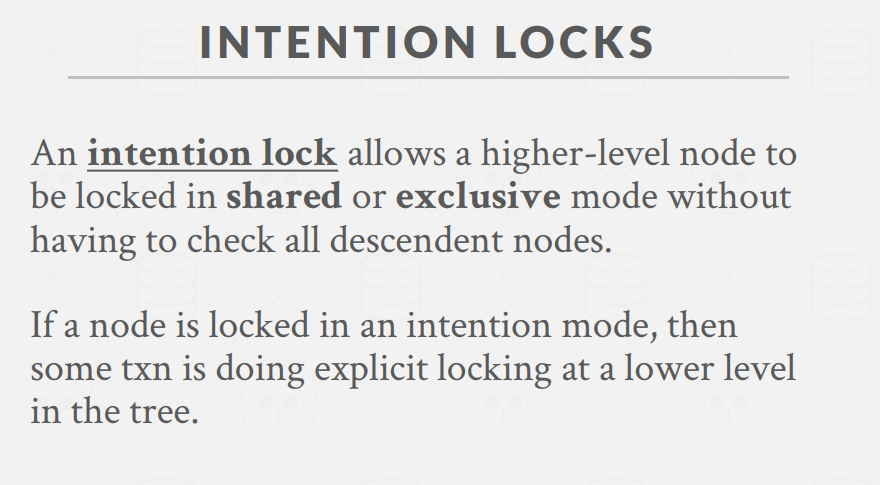 INTENTION LOCKS
An intention lock allows a higher-level node to
be locked in shared or exclusive mode without
having to check all descendent nodes.
If a node is locked in an intention mode, then
some txn is doing explicit locking at a lower level
in the tree.